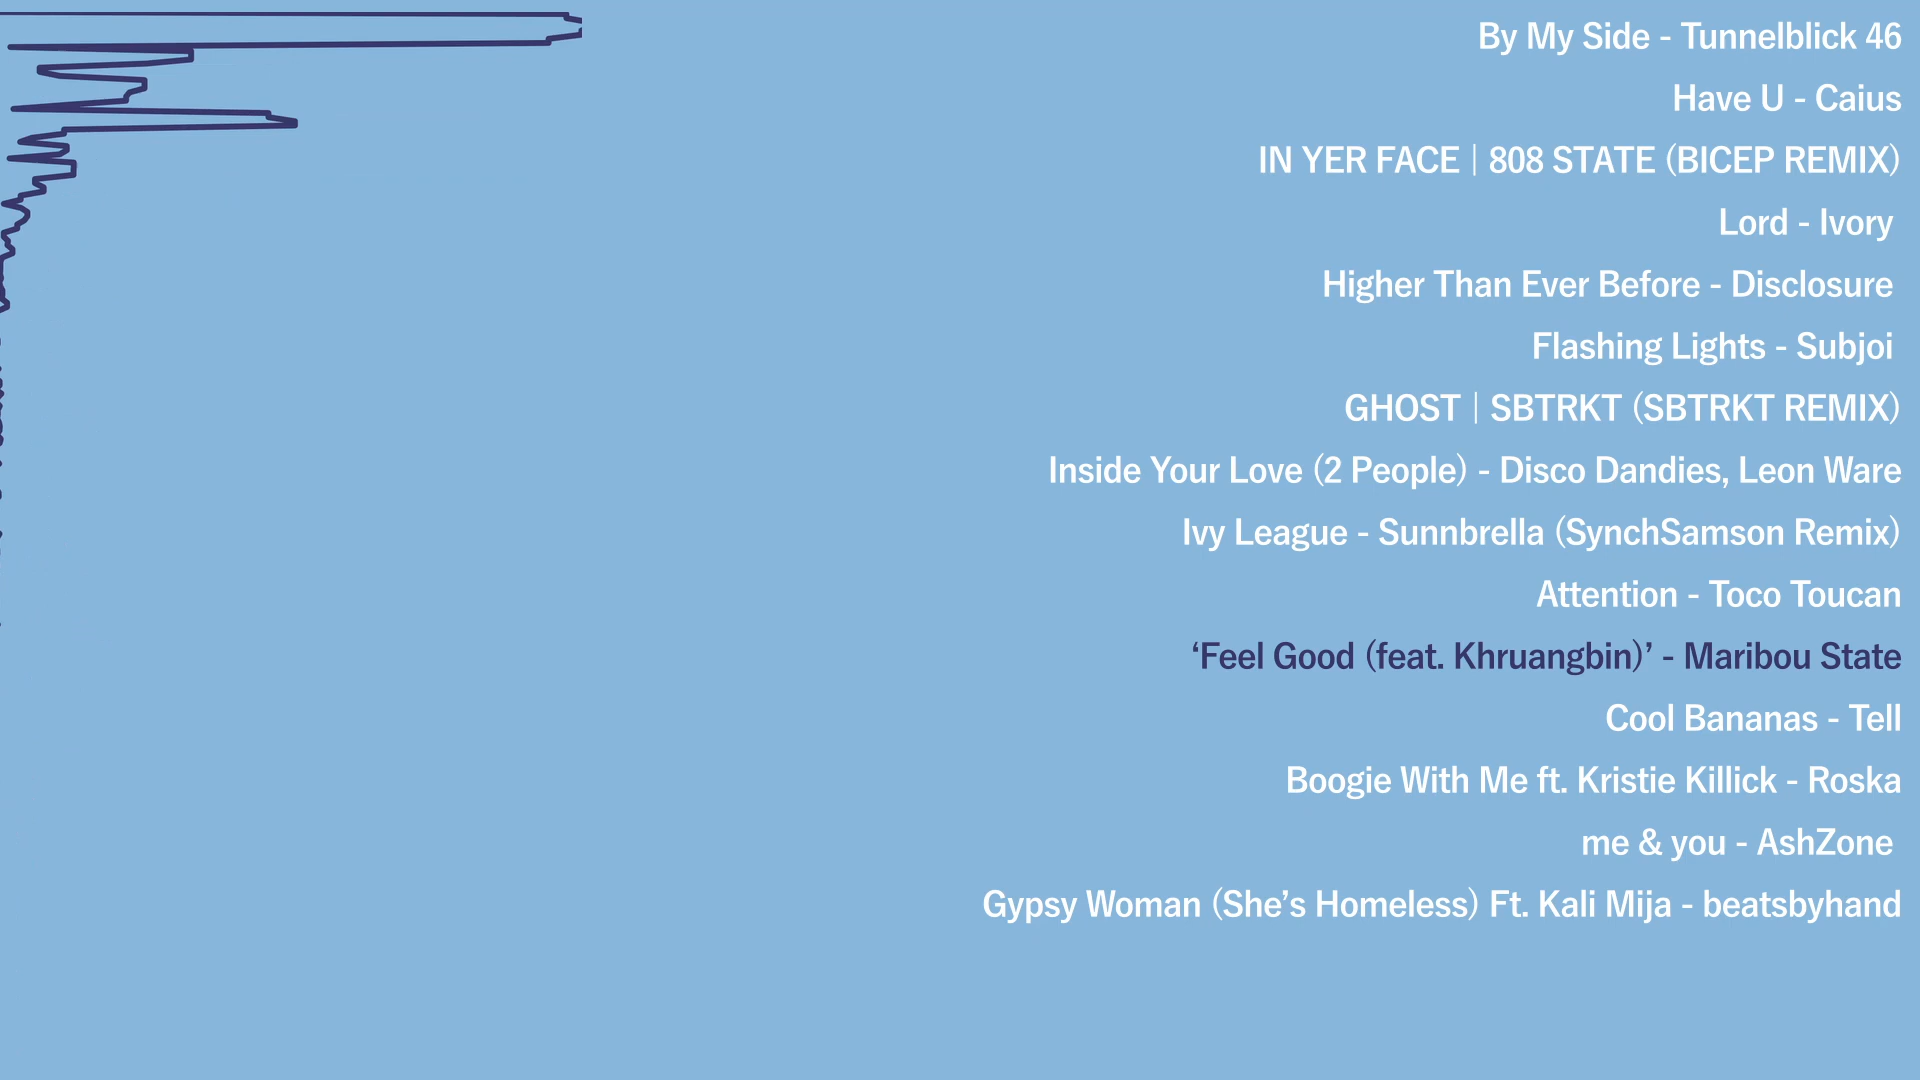 By My Side - Tunnelblick 46
Have U - Caius
IN YER FACE | 808 STATE (BICEP REMIX)
Lord - Ivory
Higher Than Ever Before - Disclosure
Flashing Lights - Subjoi
GHOST | SBTRKT (SBTRKT REMIX)
Inside Your Love (2 People) - Disco Dandies, Leon Ware
Ivy League - Sunnbrella (SynchSamson Remix)
Attention - Toco Toucan
‘Feel Good (feat. Khruangbin)’ - Maribou State
Cool Bananas - Tell
Boogie With Me ft. Kristie Killick - Roska
me & you - AshZone
Gypsy Woman (She’s Homeless) Ft. Kali Mija - beatsbyhand